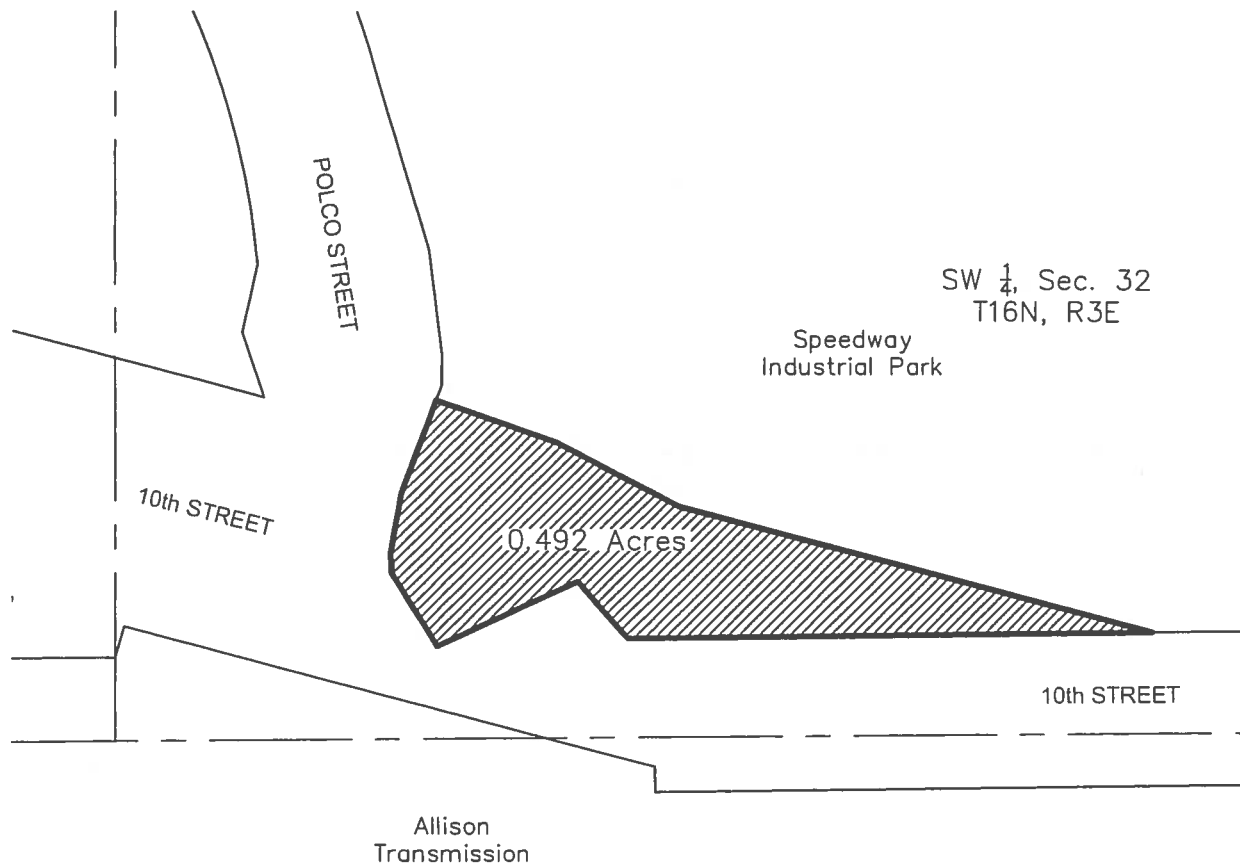 POLCO STREET
SW 1/4, Sec. 32
T16N, R3E
Speedway
Industrial Park
10th STREET
0.492 Acres
10th STREET
Allison
Transmission